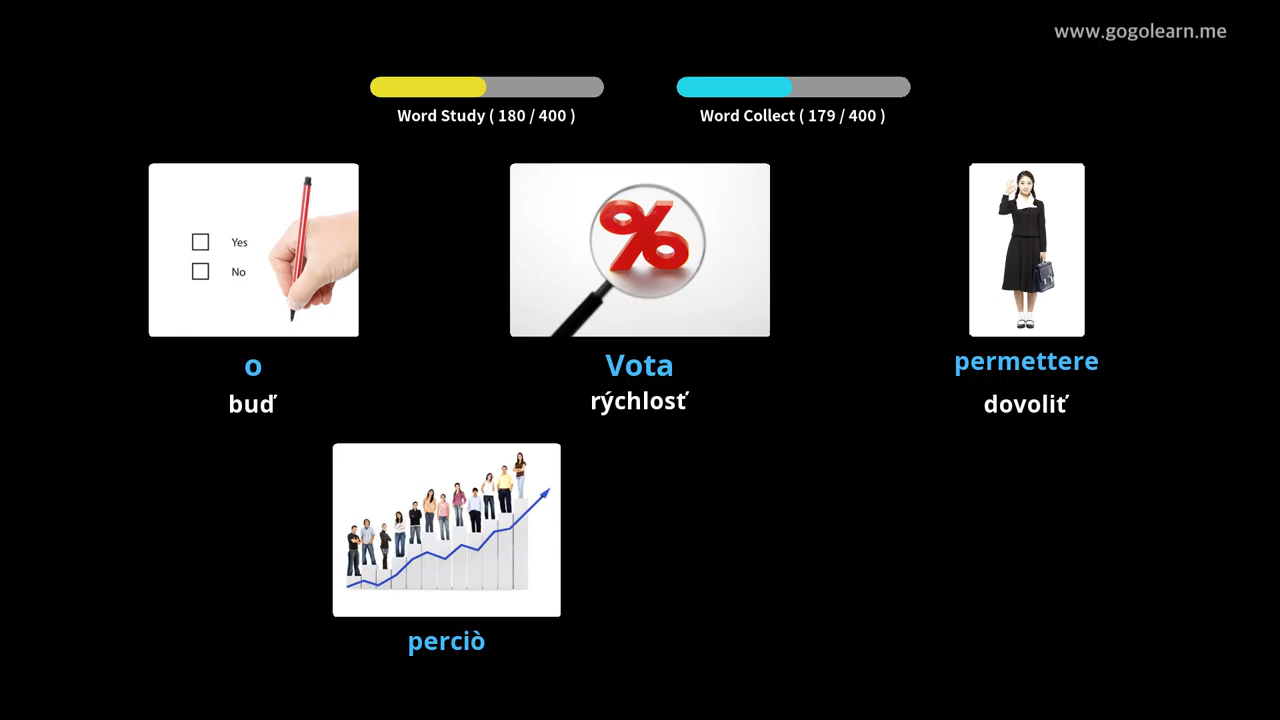 www.gogolearn.me
Word Study ( 180 / 400 )
Word Collect ( 179 / 400 )
Yes
No
o
buď
Vota
rýchlosť
permettere
dovoliť
perciò